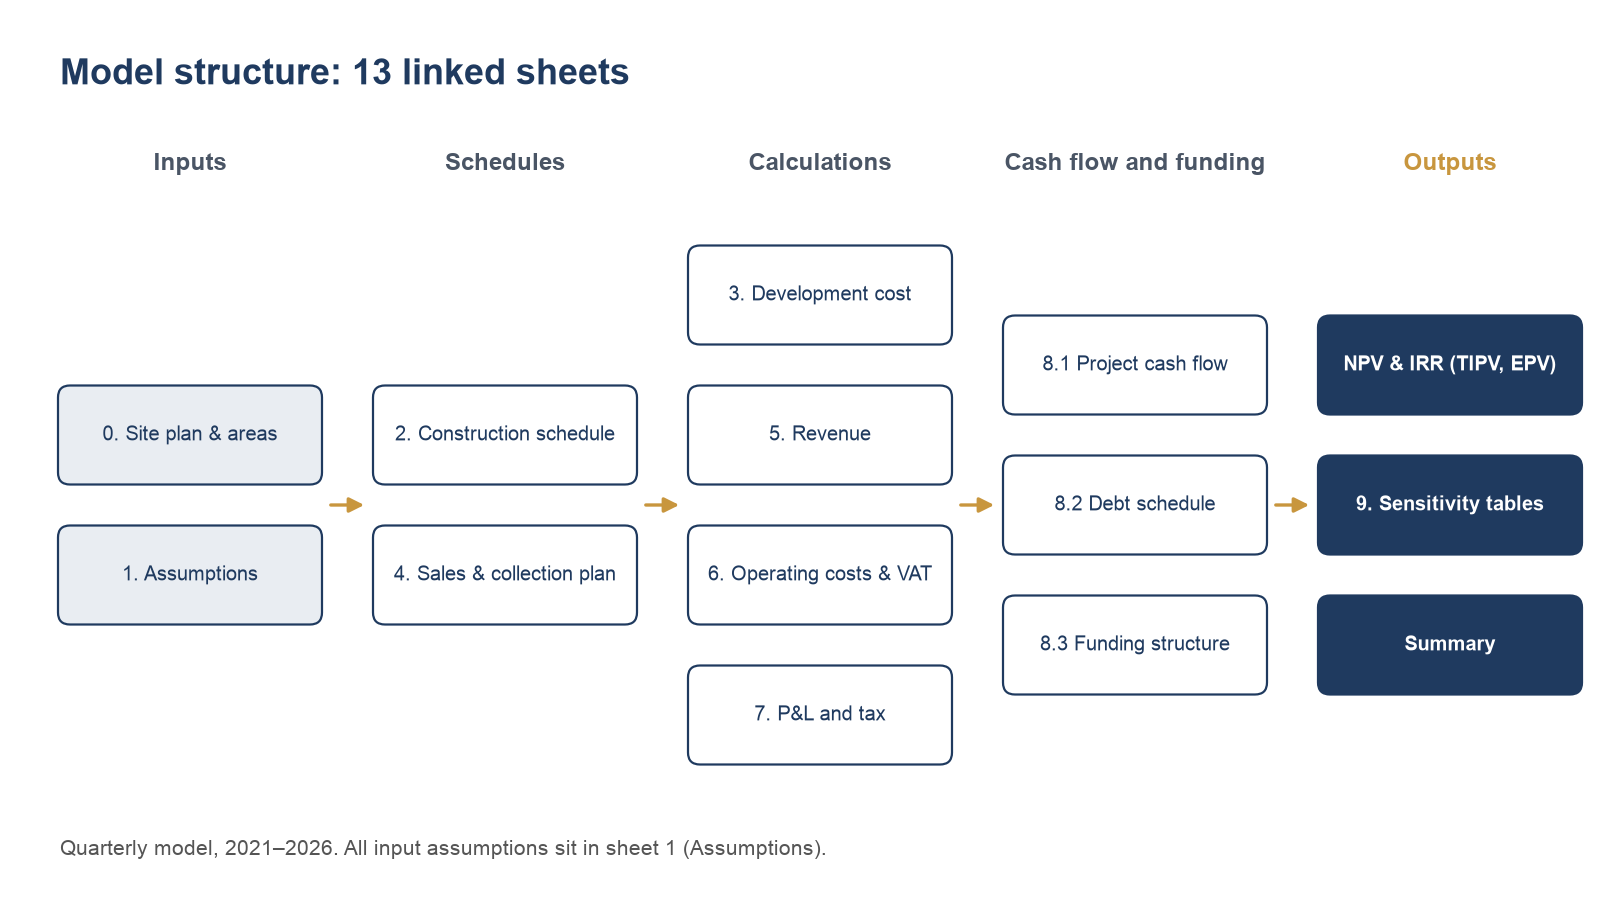 Model structure: 13 linked sheets
Inputs
Schedules
Calculations
Cash flow and funding
Outputs
0. Site plan & areas
1. Assumptions
2. Construction schedule
4. Sales & collection plan
3. Development cost
5. Revenue
6. Operating costs & VAT
7. P&L and tax
8.1 Project cash flow
8.2 Debt schedule
8.3 Funding structure
NPV & IRR (TIPV, EPV)
9. Sensitivity tables
Summary
Quarterly model, 2021–2026. All input assumptions sit in sheet 1 (Assumptions).